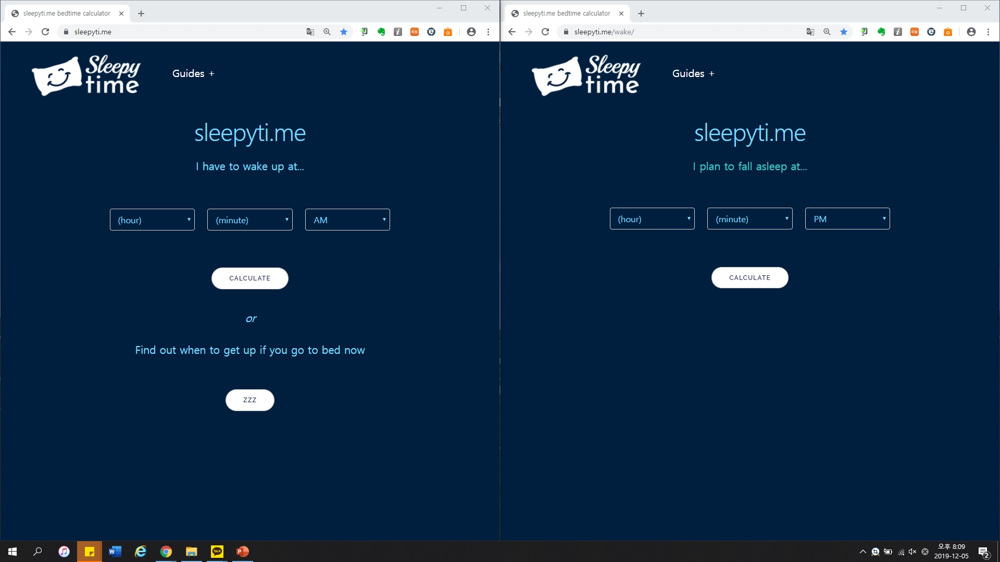 sleepyti.me bedtime calculator
sleepyti.me
Sleepy
time
Guides +
sleepyti.me
I have to wake up at...
(hour)
(minute)
AM
CALCULATE
or
Find out when to get up if you go to bed now
ZZZ
sleepyti.me bedtime calculator
sleepyti.me/wake/
Sleepy
time
Guides +
sleepyti.me
I plan to fall asleep at...
(hour)
(minute)
PM
CALCULATE
오후 8:09
2019-12-05
2